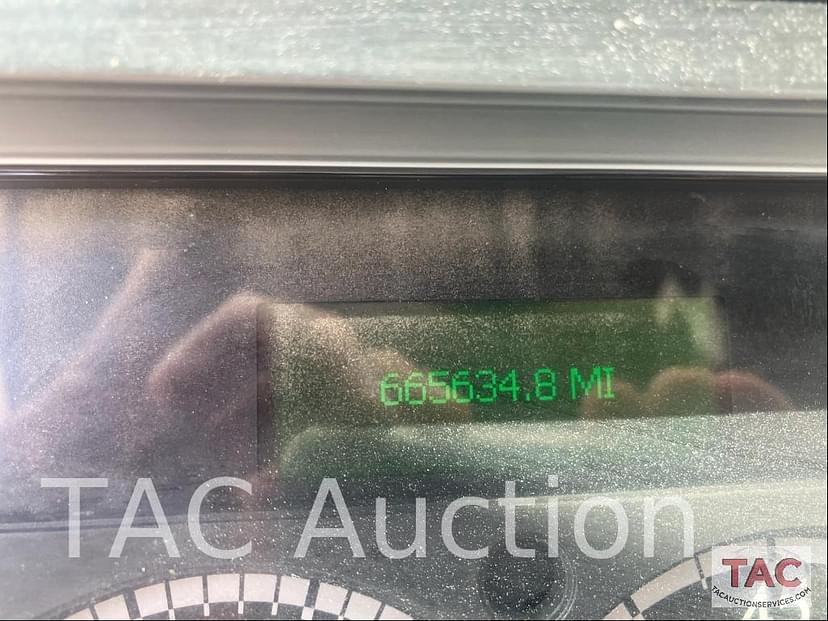 665634.8 MI
TAC Auction
TAC
TACAUCTIONSERVICES.COM